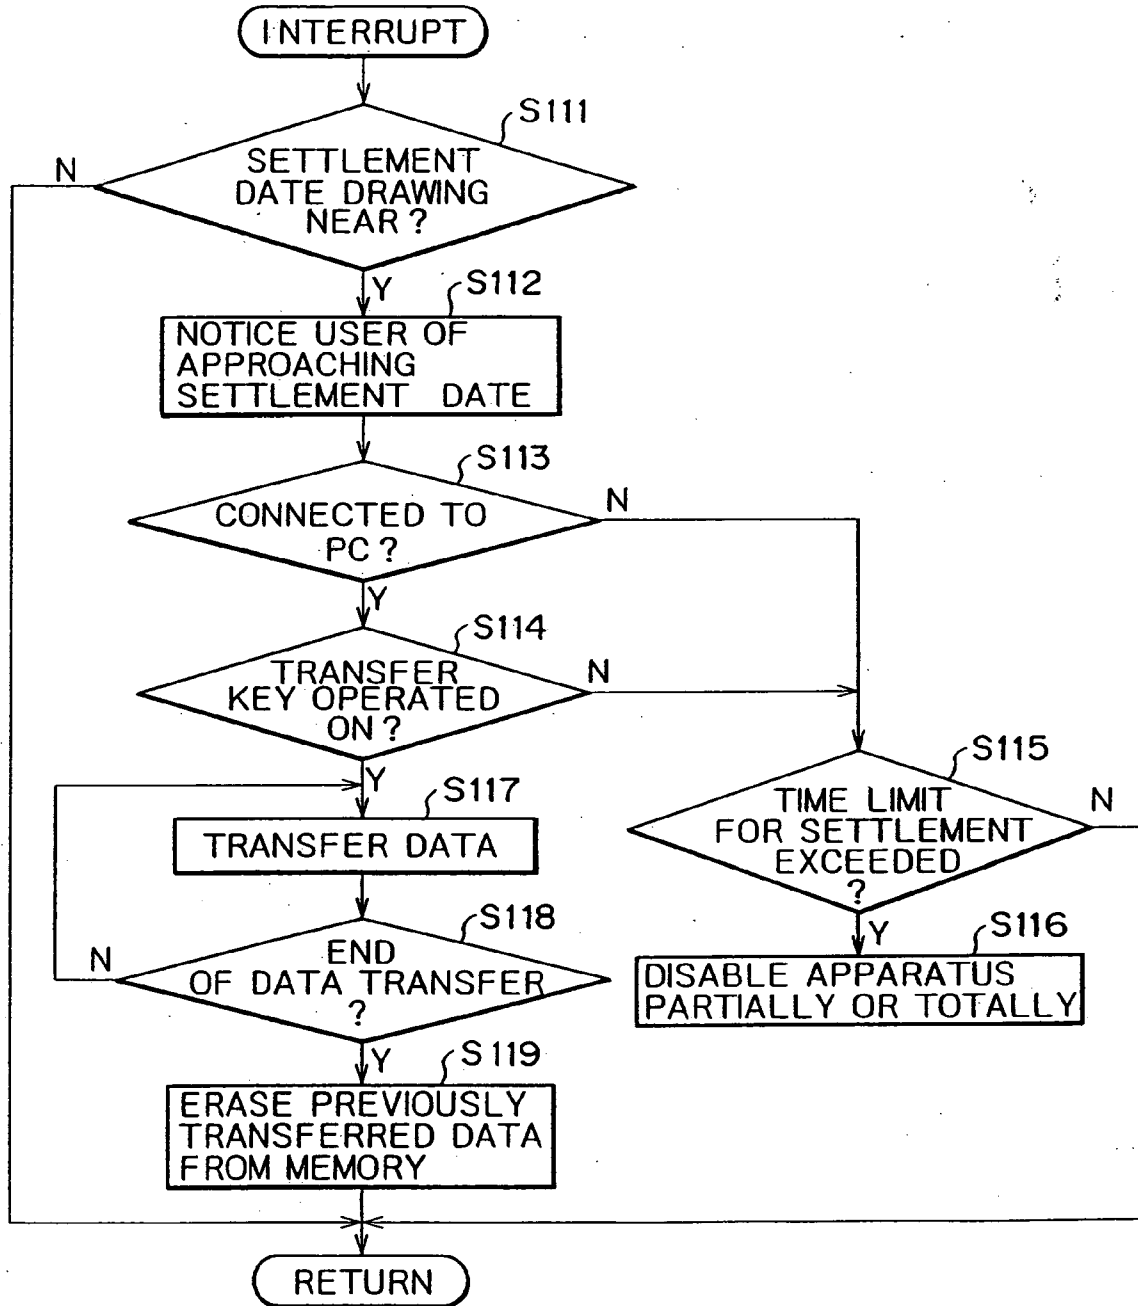 INTERRUPT
S111
N
SETTLEMENT
DATE DRAWING
NEAR?
Y
S112
NOTICE USER OF
APPROACHING
SETTLEMENT DATE
S113
N
CONNECTED TO
PC?
Y
S114
TRANSFER
KEY OPERATED
ON?
N
Y
S115
TIME LIMIT
FOR SETTLEMENT
EXCEEDED
?
N
Y
S116
DISABLE APPARATUS
PARTIALLY OR TOTALLY
S117
TRANSFER DATA
S118
END
OF DATA TRANSFER
?
N
Y
S119
ERASE PREVIOUSLY
TRANSFERRED DATA
FROM MEMORY
RETURN